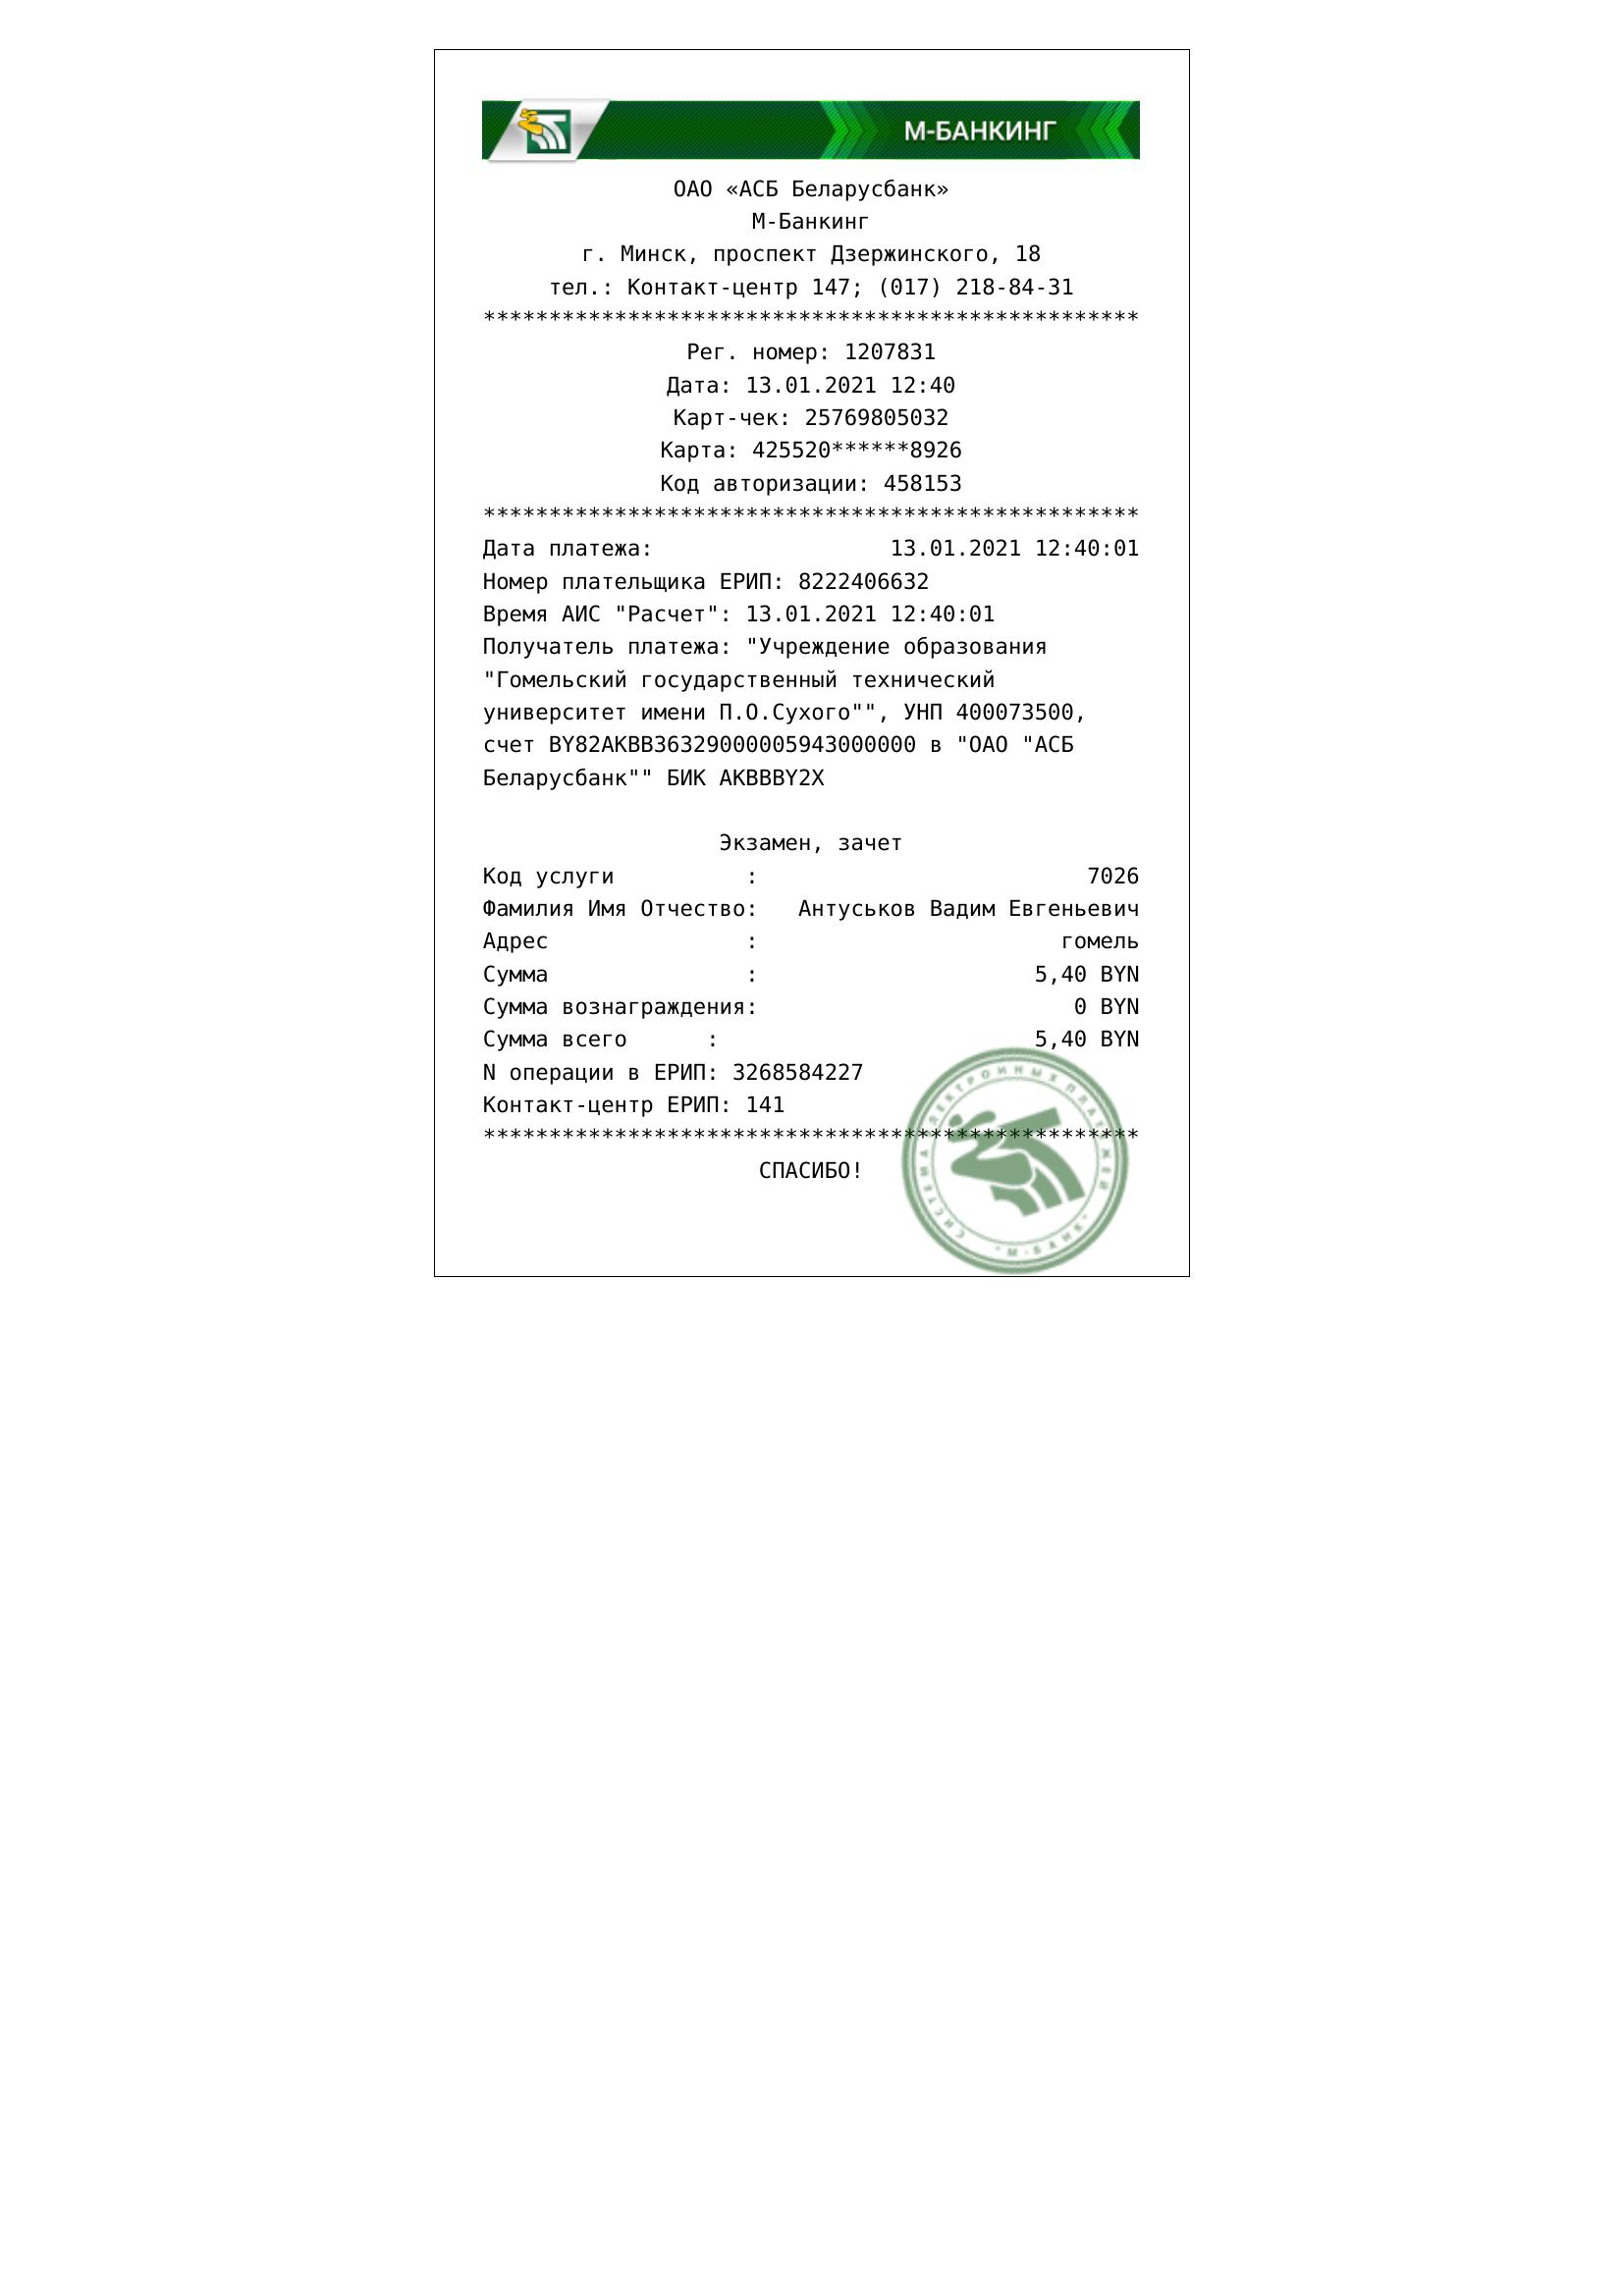 М-БАНКИНГ
ОАО «АСБ Беларусбанк»
М-Банкинг
г. Минск, проспект Дзержинского, 18
тел.: Контакт-центр 147; (017) 218-84-31
**************************************************
Рег. номер: 1207831
Дата: 13.01.2021 12:40
Карт-чек: 25769805032
Карта: 425520******8926
Код авторизации: 458153
**************************************************
Дата платежа: 13.01.2021 12:40:01
Номер плательщика ЕРИП: 8222406632
Время АИС "Расчет": 13.01.2021 12:40:01
Получатель платежа: "Учреждение образования
"Гомельский государственный технический
университет имени П.О.Сухого"", УНП 400073500,
счет BY82AKBB36329000005943000000 в "ОАО "АСБ
Беларусбанк"" БИК AKBBBY2X
Экзамен, зачет
Код услуги : 7026
Фамилия Имя Отчество: Антуськов Вадим Евгеньевич
Адрес : гомель
Сумма : 5,40 BYN
Сумма вознаграждения: 0 BYN
Сумма всего : 5,40 BYN
N операции в ЕРИП: 3268584227
Контакт-центр ЕРИП: 141
**************************************************
СПАСИБО!
СИСТЕМА ЭЛЕКТРОННЫХ ПЛАТЕЖЕЙ
"М-БАНК"